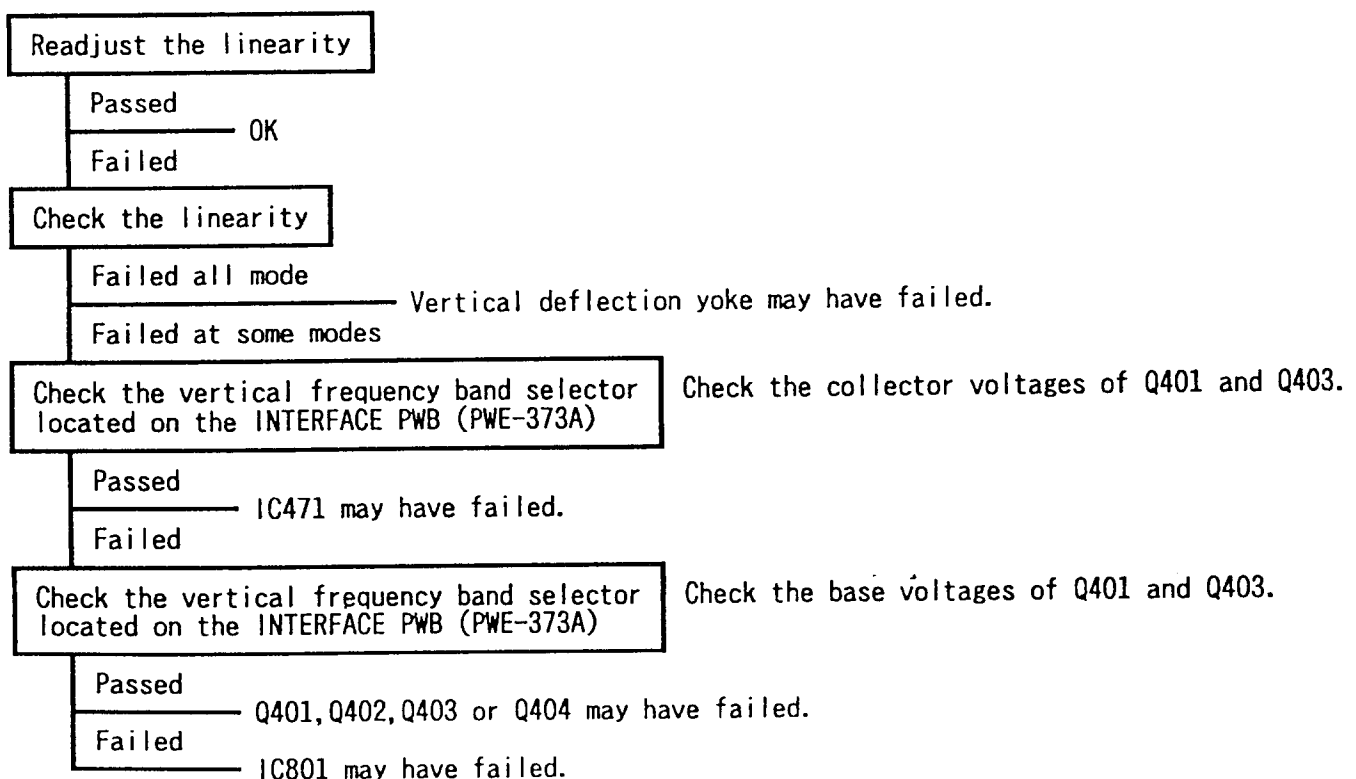 Readjust the linearity
Passed
OK
Failed
Check the linearity
Failed all mode
Vertical deflection yoke may have failed.
Failed at some modes
Check the vertical frequency band selector
located on the INTERFACE PWB (PWE-373A)
Check the collector voltages of Q401 and Q403.
Passed
IC471 may have failed.
Failed
Check the vertical frequency band selector
located on the INTERFACE PWB (PWE-373A)
Check the base voltages of Q401 and Q403.
Passed
Q401, Q402, Q403 or Q404 may have failed.
Failed
IC801 may have failed.